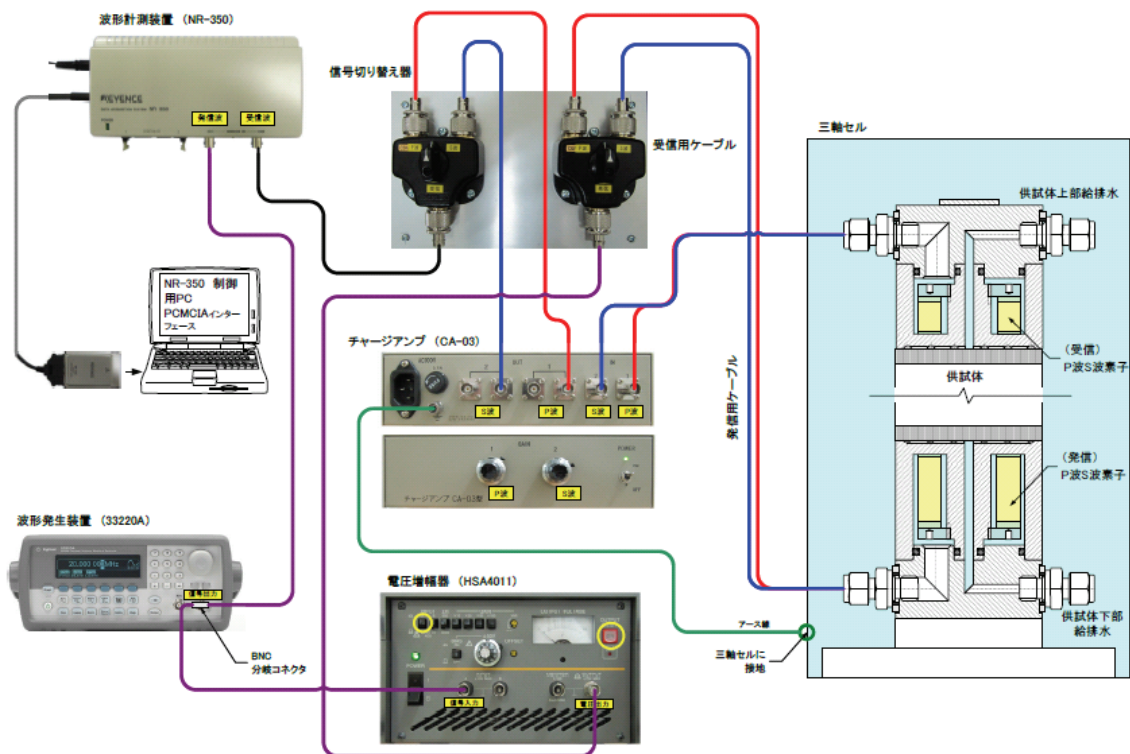 波形計測装置 (NR-350)
KEYENCE
発信波
受信波
信号切り替え器
受信用ケーブル
三軸セル
供試体上部給排水
NR-350 制御
用PC
PCMCIAインター
フェース
チャージアンプ (CA-03)
OUT
IN
S波
P波
S波
P波
(受信)
P波S波素子
供試体
発信用ケーブル
GAIN
1
2
POWER
P波
S波
チャージアンプ CA-03型
(発信)
P波S波素子
波形発生装置 (33220A)
信号出力
BNC
分岐コネクタ
電圧増幅器 (HSA4011)
OUTPUT VOLTAGE
POWER
信号入力
電圧出力
アース線
三軸セルに
接地
供試体下部
給排水